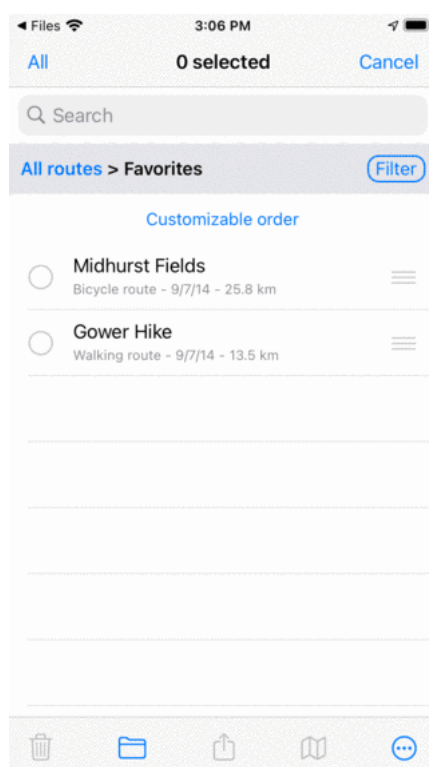 ◀ Files 3:06 PM
All 0 selected Cancel
Search
All routes > Favorites Filter
Customizable order
Midhurst Fields
Bicycle route - 9/7/14 - 25.8 km
Gower Hike
Walking route - 9/7/14 - 13.5 km